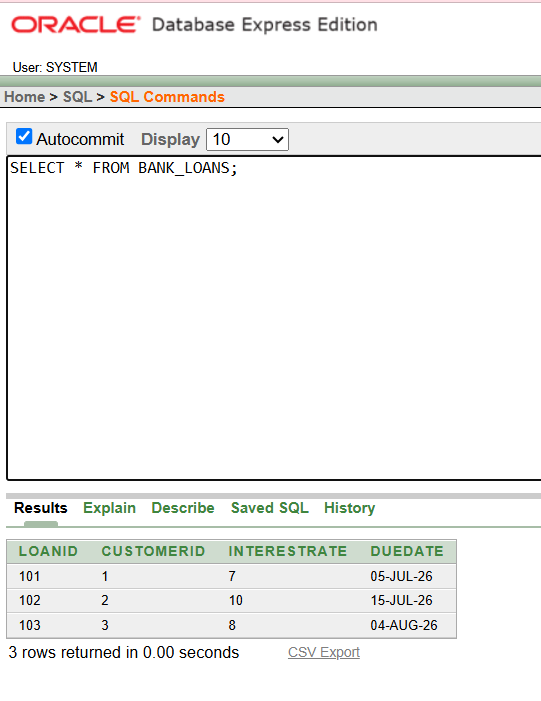 ORACLE® Database Express Edition
User: SYSTEM
Home > SQL > SQL Commands
Autocommit Display 10
SELECT * FROM BANK_LOANS;
Results Explain Describe Saved SQL History
LOANID CUSTOMERID INTERESTRATE DUEDATE
101 1 7 05-JUL-26
102 2 10 15-JUL-26
103 3 8 04-AUG-26
3 rows returned in 0.00 seconds CSV Export